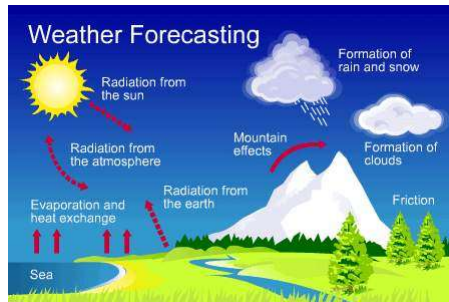 Weather Forecasting
Radiation from
the sun
Formation of
rain and snow
Radiation from
the atmosphere
Mountain
effects
Formation of
clouds
Evaporation and
heat exchange
Radiation from
the earth
Friction
Sea